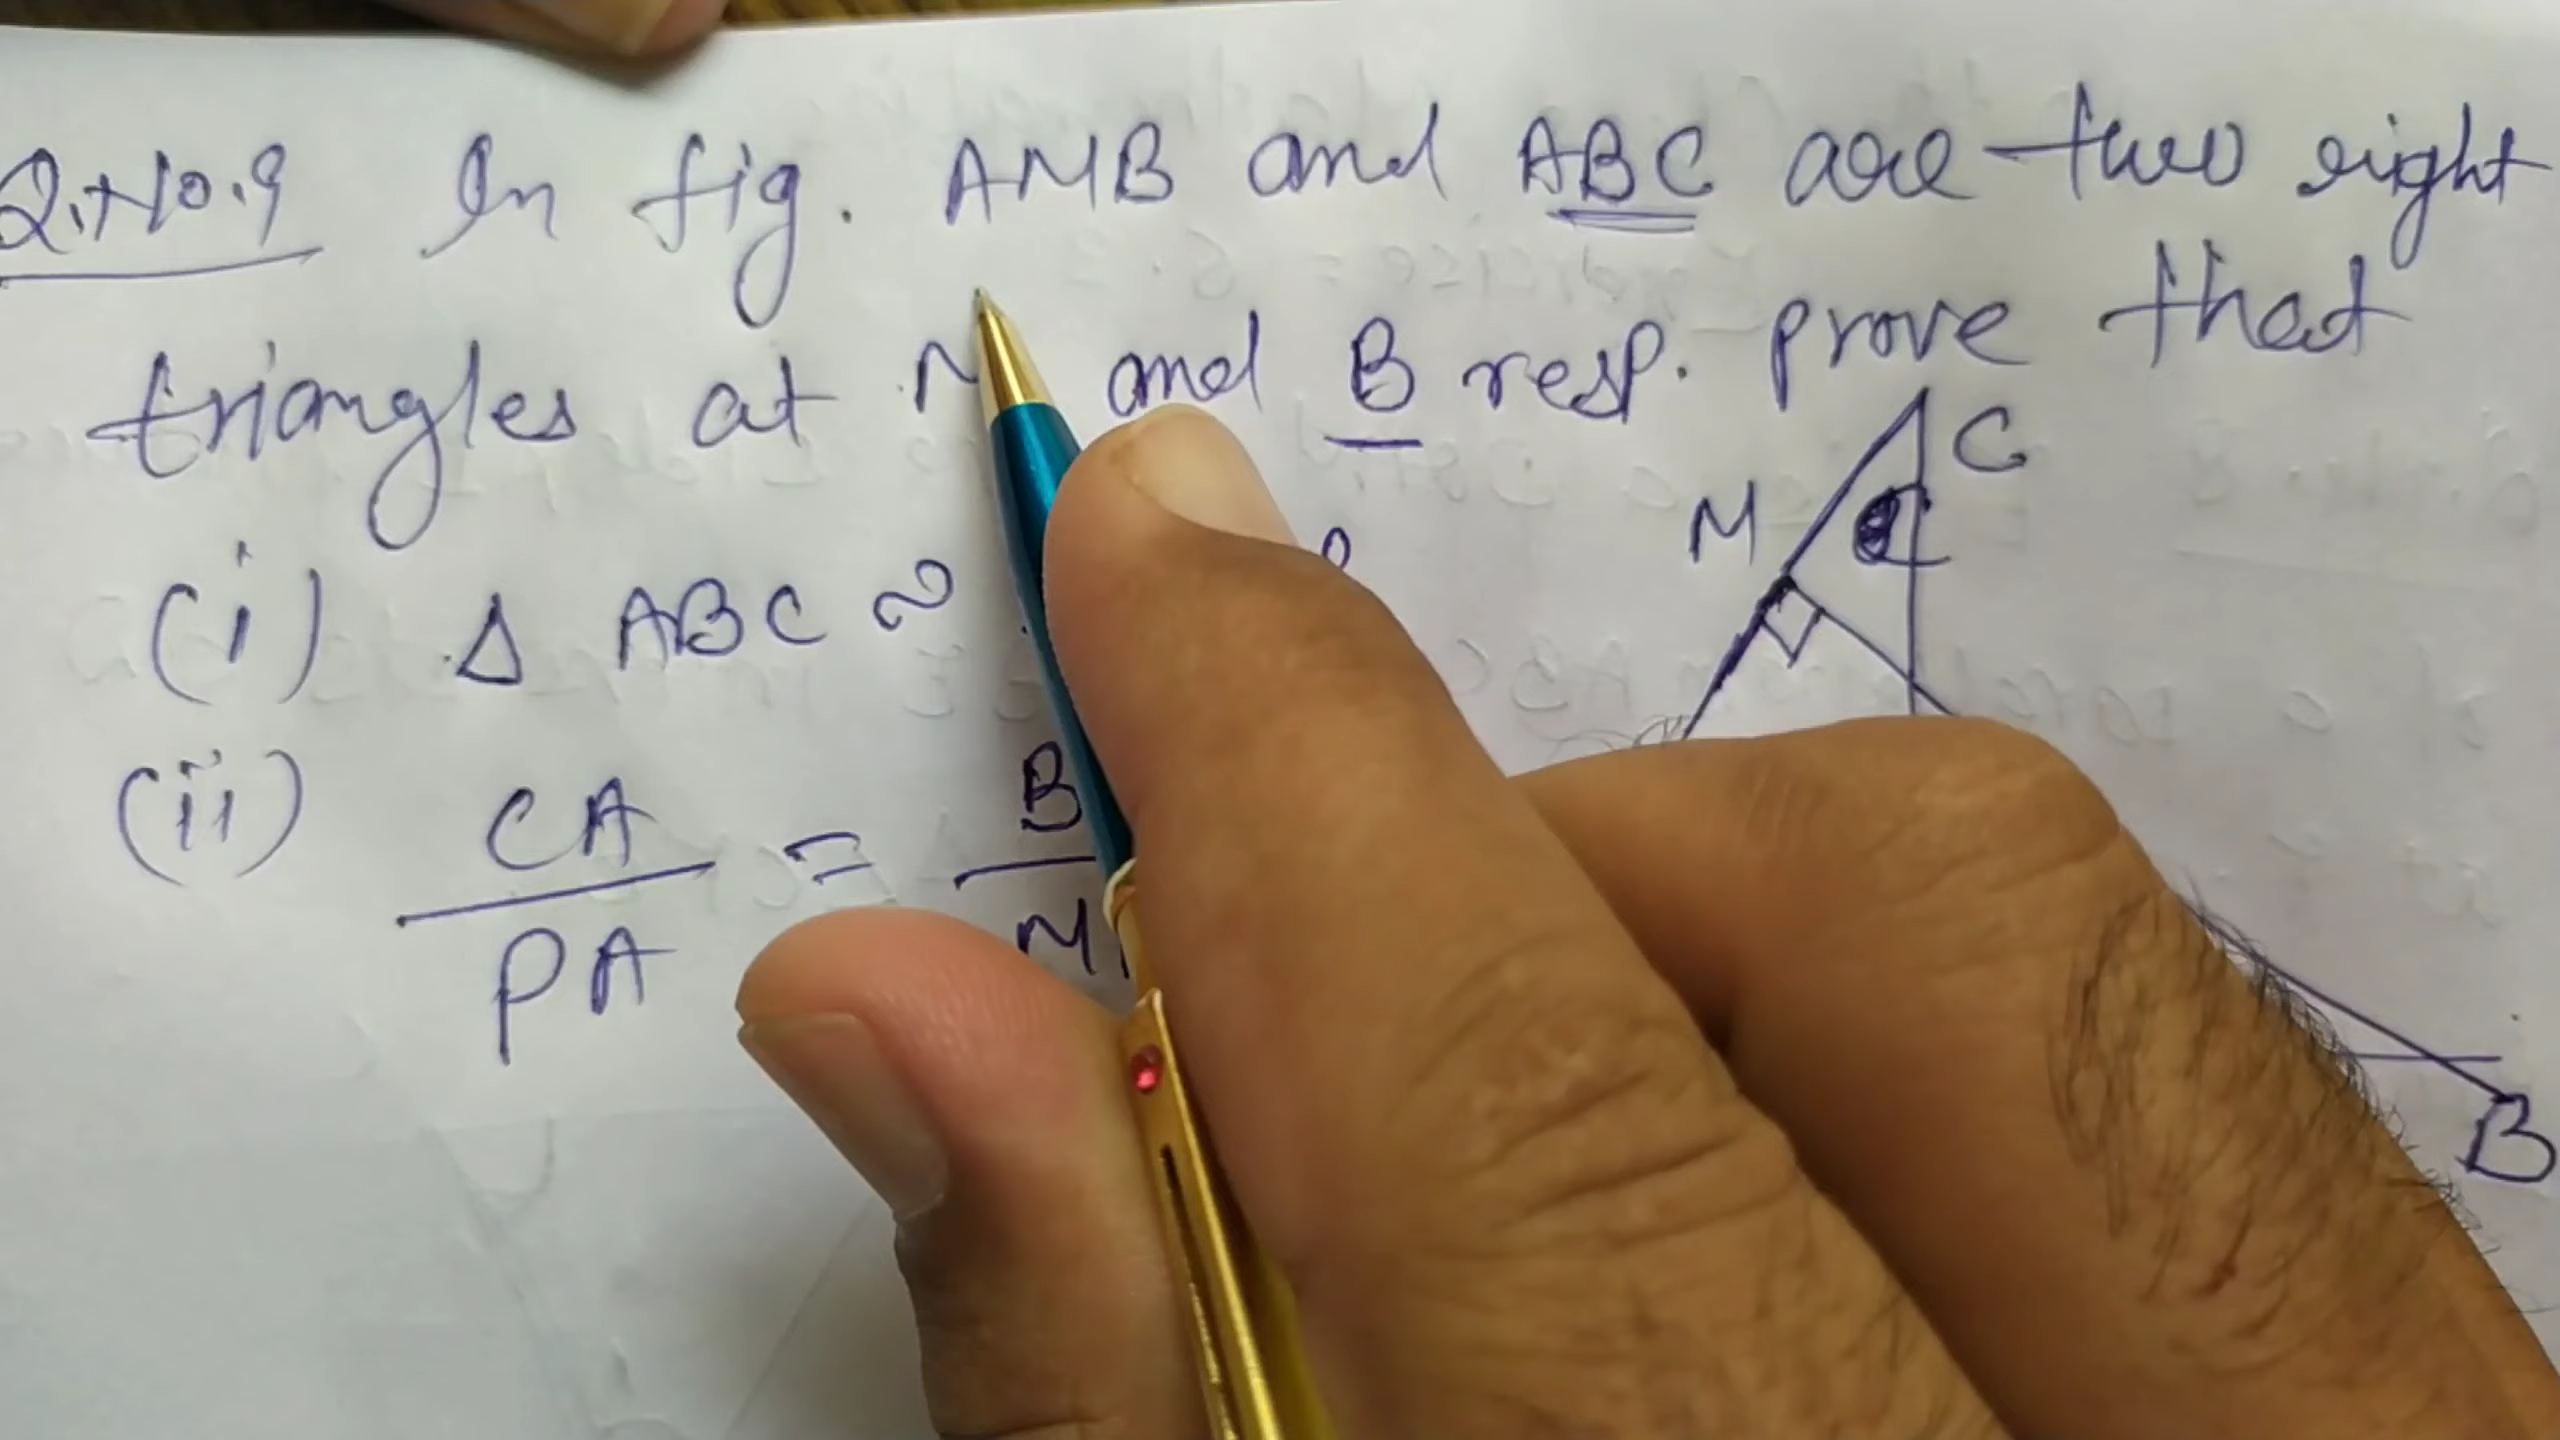 Q.No.9 In fig. AMB and ABC are two right
triangles at M and B resp. prove that
(i) Δ ABC ~
(ii) CA/PA = B/M
C
M
B